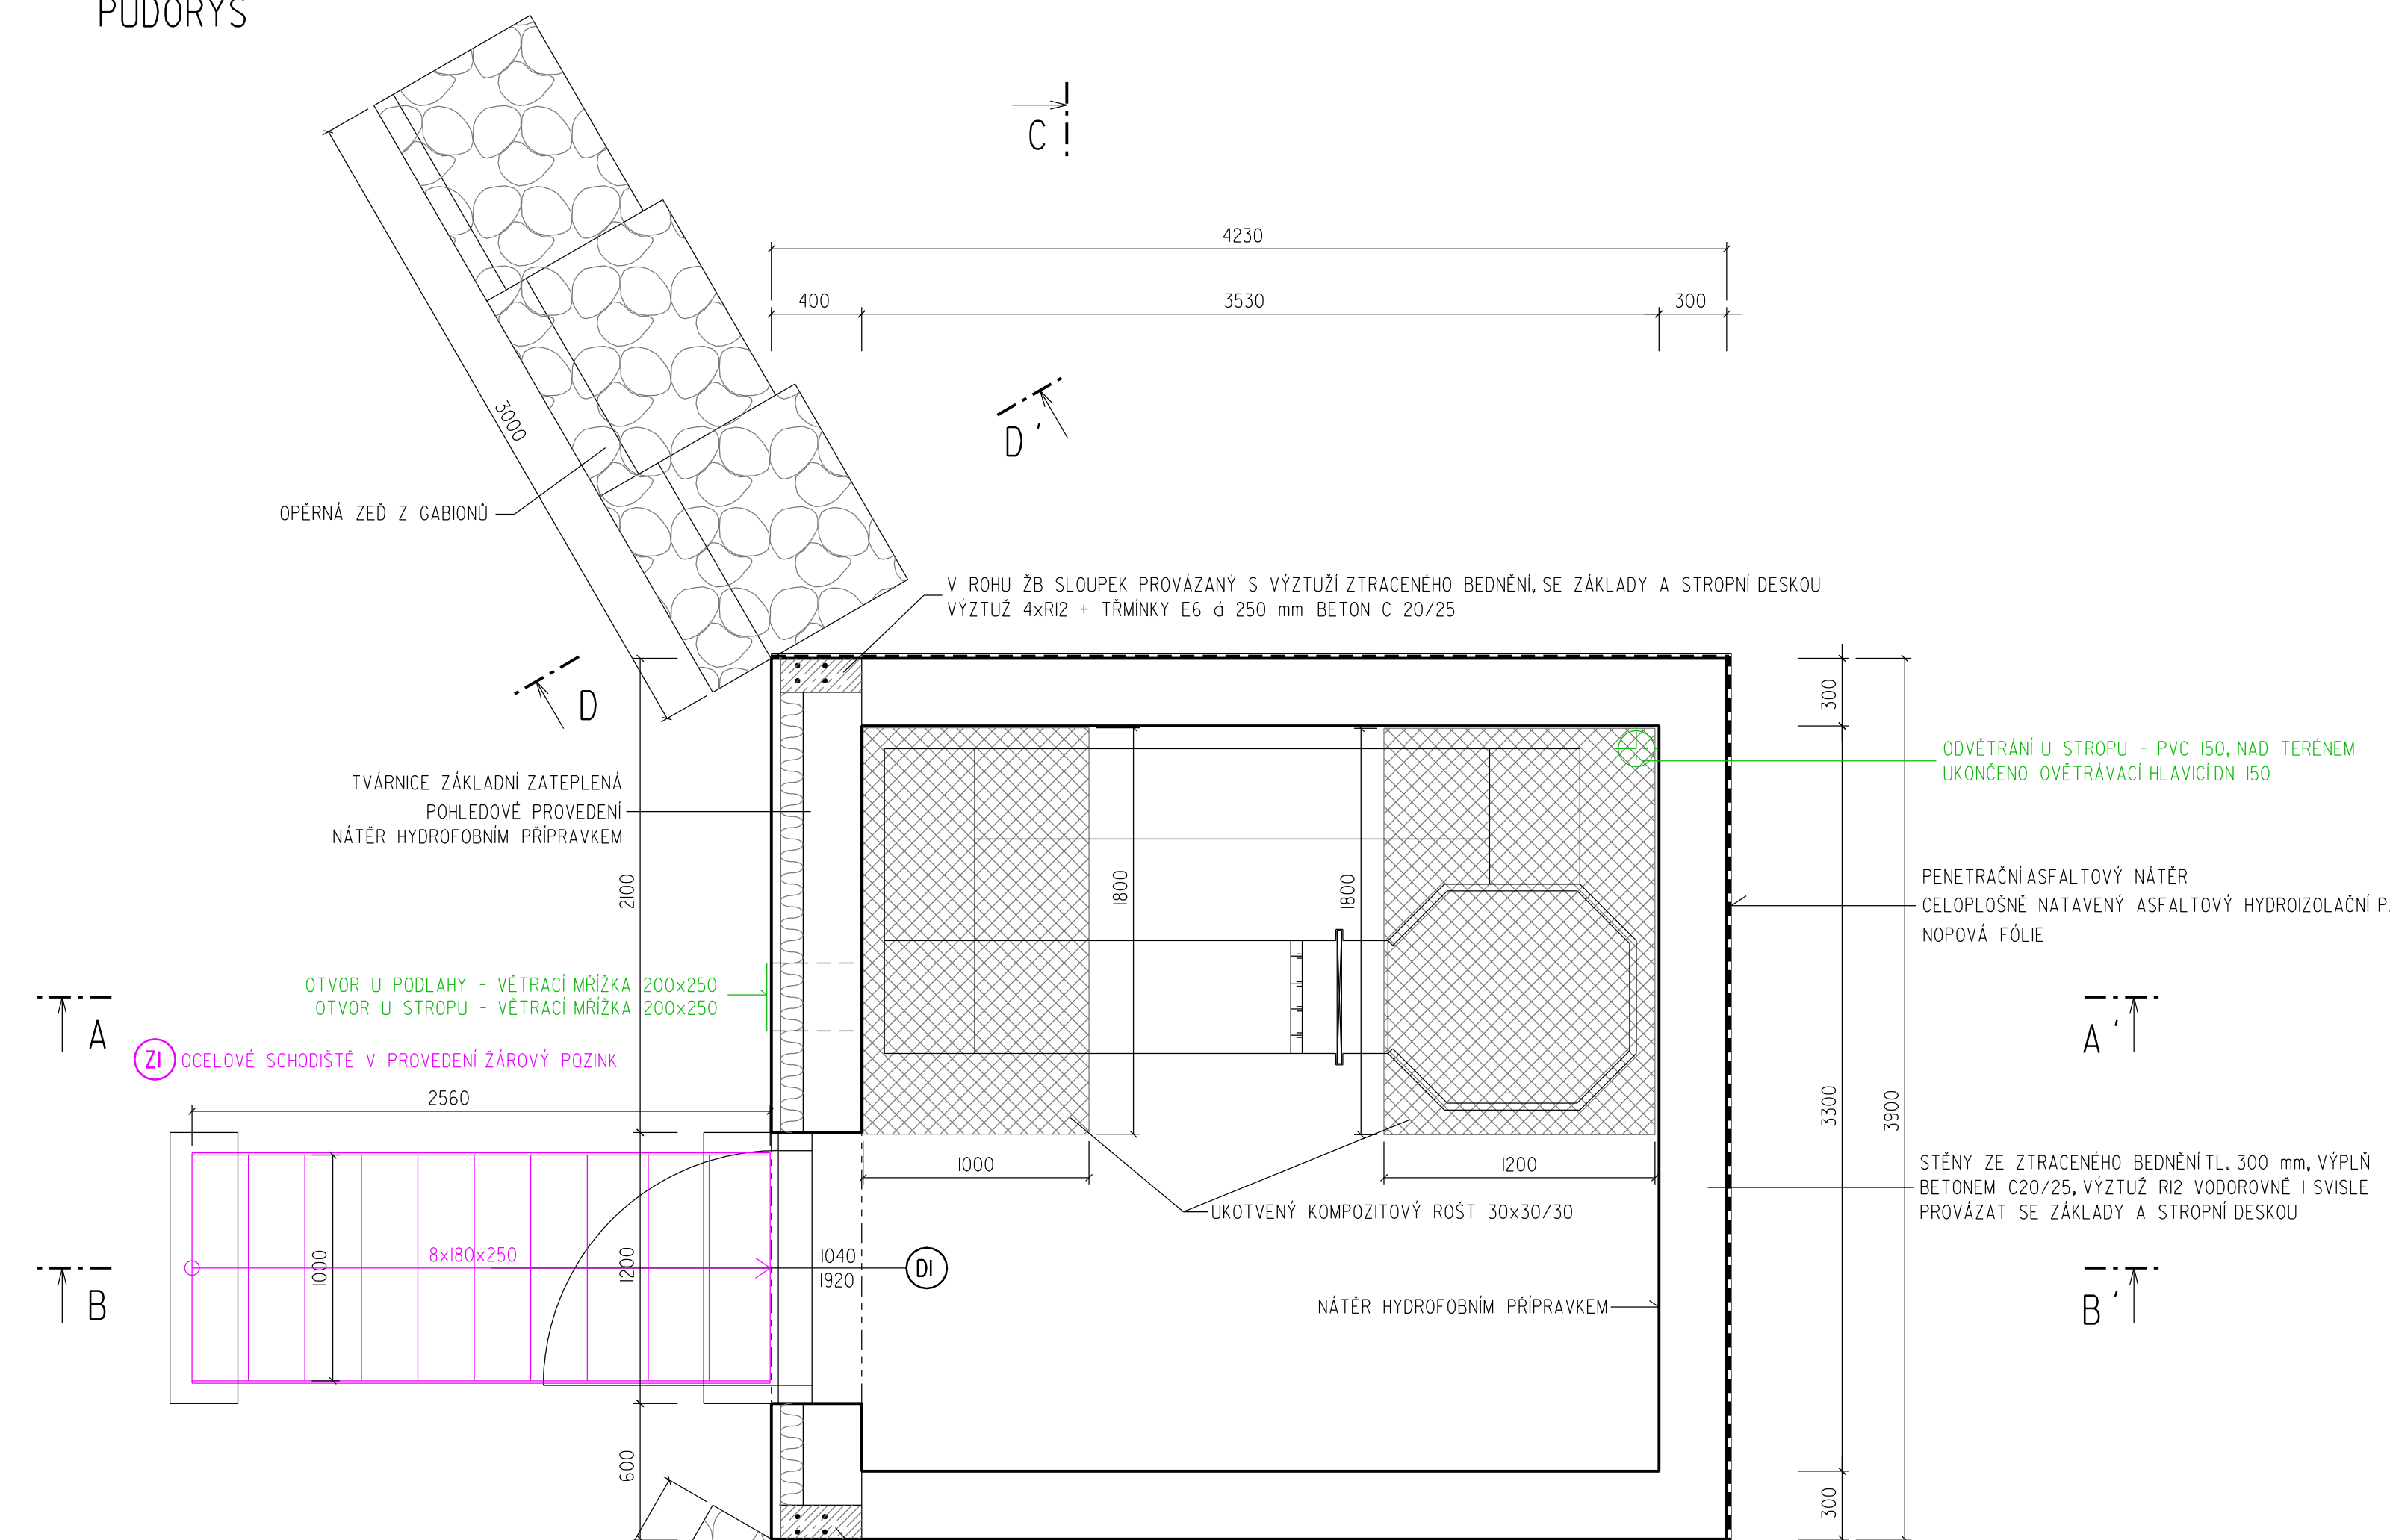 PŮDORYS
C
4230
400
3530
300
D'
3000
OPĚRNÁ ZEĎ Z GABIONŮ
V ROHU ŽB SLOUPEK PROVÁZANÝ S VÝZTUŽÍ ZTRACENÉHO BEDNĚNÍ, SE ZÁKLADY A STROPNÍ DESKOU
VÝZTUŽ 4xR12 + TŘMÍNKY E6 á 250 mm BETON C 20/25
D
300
ODVĚTRÁNÍ U STROPU - PVC 150, NAD TERÉNEM
UKONČENO OVĚTRÁVACÍ HLAVICÍ DN 150
TVÁRNICE ZÁKLADNÍ ZATEPLENÁ
POHLEDOVÉ PROVEDENÍ
NÁTĚR HYDROFOBNÍM PŘÍPRAVKEM
2100
1800
1800
PENETRAČNÍ ASFALTOVÝ NÁTĚR
CELOPLOŠNĚ NATAVENÝ ASFALTOVÝ HYDROIZOLAČNÍ
NOPOVÁ FÓLIE
OTVOR U PODLAHY - VĚTRACÍ MŘÍŽKA 200x250
OTVOR U STROPU - VĚTRACÍ MŘÍŽKA 200x250
A
A'
Z1 OCELOVÉ SCHODIŠTĚ V PROVEDENÍ ŽÁROVÝ POZINK
2560
3300
3900
1000
1200
STĚNY ZE ZTRACENÉHO BEDNĚNÍ TL. 300 mm, VÝPLŇ
BETONEM C20/25, VÝZTUŽ R12 VODOROVNĚ I SVISLE
PROVÁZAT SE ZÁKLADY A STROPNÍ DESKOU
UKOTVENÝ KOMPOZITOVÝ ROŠT 30x30/30
8x180x250
1000
1200
1040
1920
D1
B
B'
NÁTĚR HYDROFOBNÍM PŘÍPRAVKEM
600
300